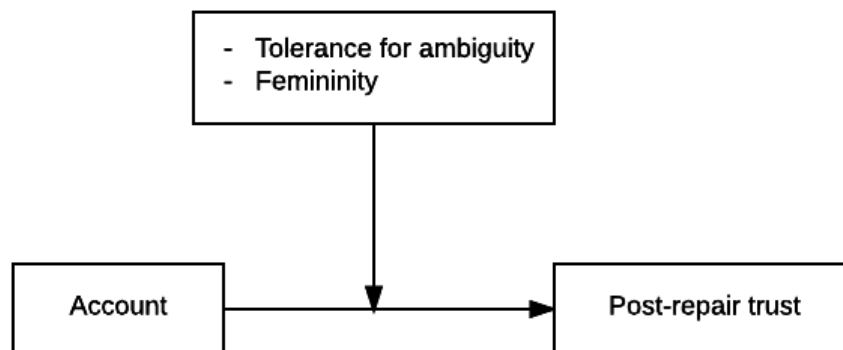 - Tolerance for ambiguity
- Femininity
Account
Post-repair trust